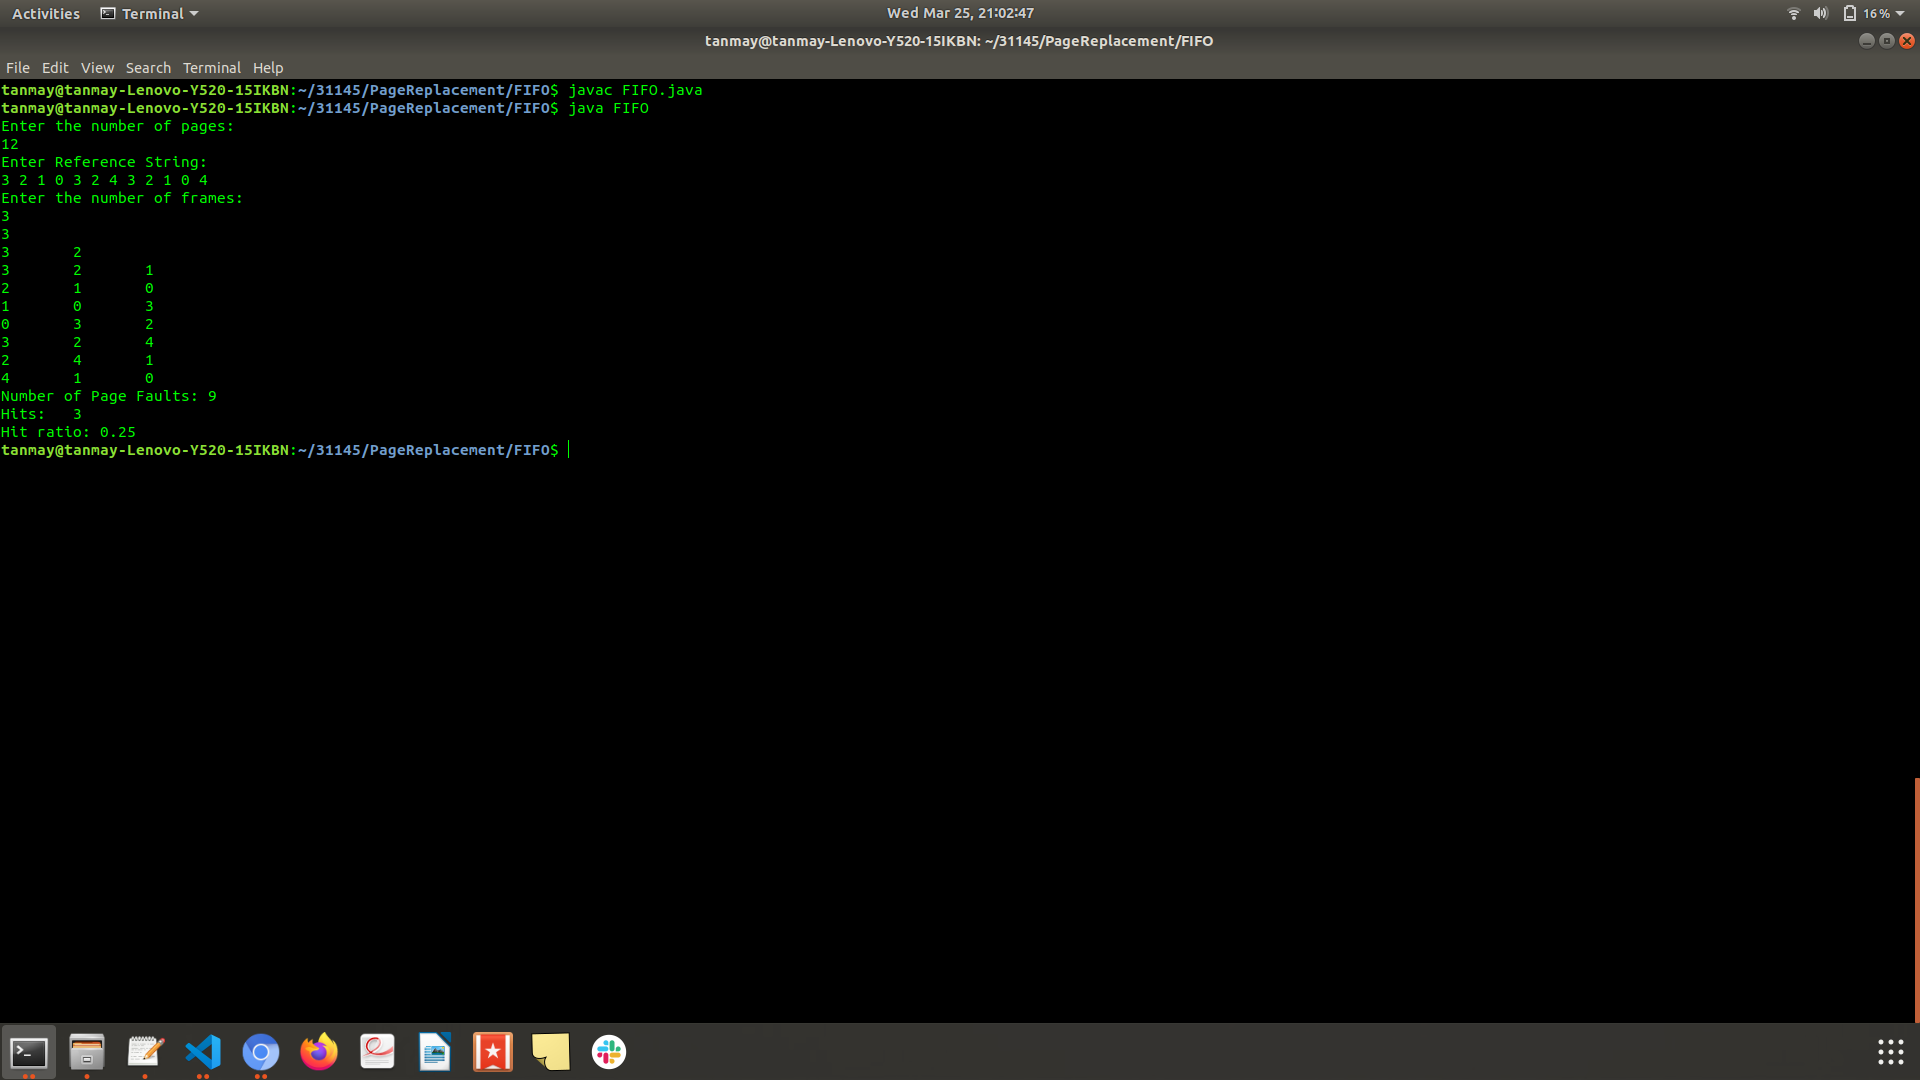 Activities Terminal Wed Mar 25, 21:02:47 16%
tanmay@tanmay-Lenovo-Y520-15IKBN: ~/31145/PageReplacement/FIFO
File Edit View Search Terminal Help
tanmay@tanmay-Lenovo-Y520-15IKBN:~/31145/PageReplacement/FIFO$ javac FIFO.java
tanmay@tanmay-Lenovo-Y520-15IKBN:~/31145/PageReplacement/FIFO$ java FIFO
Enter the number of pages:
12
Enter Reference String:
3 2 1 0 3 2 4 3 2 1 0 4
Enter the number of frames:
3
3
3 2
3 2 1
2 1 0
1 0 3
0 3 2
3 2 4
2 4 1
4 1 0
Number of Page Faults: 9
Hits: 3
Hit ratio: 0.25
tanmay@tanmay-Lenovo-Y520-15IKBN:~/31145/PageReplacement/FIFO$